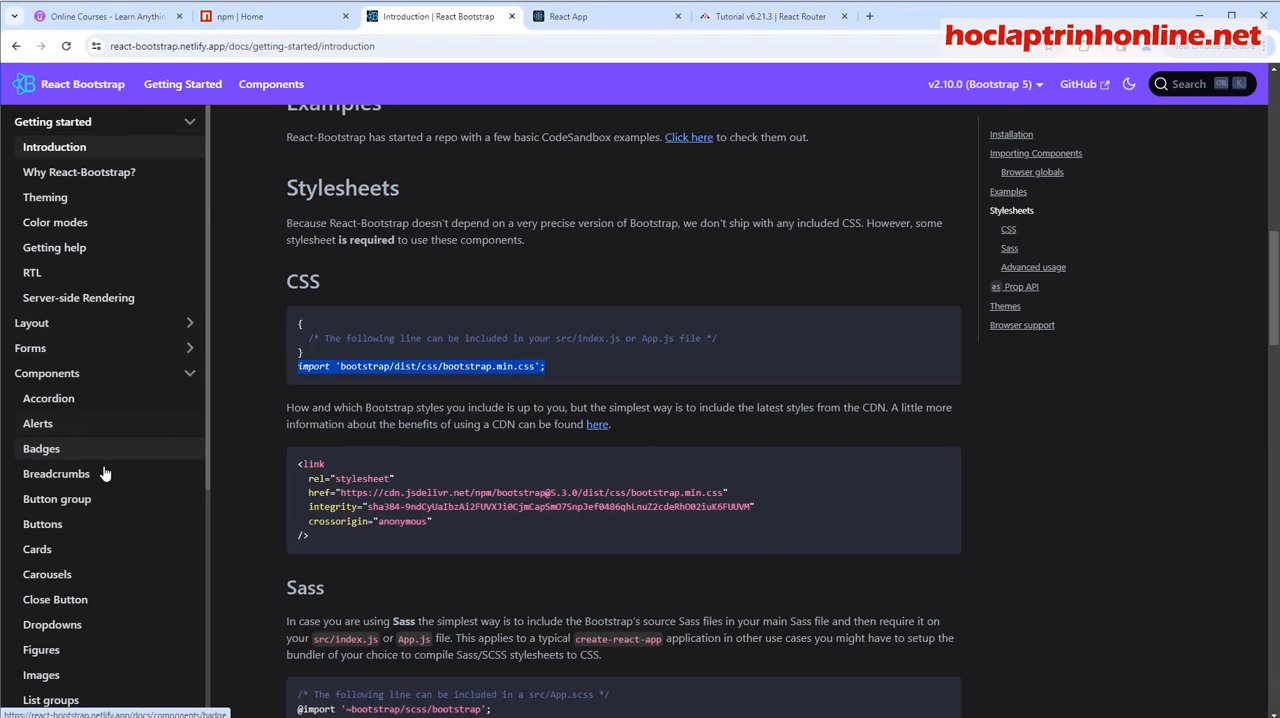 Online Courses - Learn Anythin
npm | Home
Introduction | React Bootstrap
React App
Tutorial v6.21.3 | React Router
react-bootstrap.netlify.app/docs/getting-started/introduction
hoclaptrinhonline.net
React Bootstrap
Getting Started
Components
v2.10.0 (Bootstrap 5)
GitHub
Search
CTRL
K
Getting started
Introduction
Why React-Bootstrap?
Theming
Color modes
Getting help
RTL
Server-side Rendering
Layout
Forms
Components
Accordion
Alerts
Badges
Breadcrumbs
Button group
Buttons
Cards
Carousels
Close Button
Dropdowns
Figures
Images
List groups
https://react-bootstrap.netlify.app/docs/components/badge
Examples
React-Bootstrap has started a repo with a few basic CodeSandbox examples. Click here to check them out.
Stylesheets
Because React-Bootstrap doesn't depend on a very precise version of Bootstrap, we don't ship with any included CSS. However, some
stylesheet is required to use these components.
CSS
{
/* The following line can be included in your src/index.js or App.js file */
}
import 'bootstrap/dist/css/bootstrap.min.css';
How and which Bootstrap styles you include is up to you, but the simplest way is to include the latest styles from the CDN. A little more
information about the benefits of using a CDN can be found here.
<link
rel="stylesheet"
href="https://cdn.jsdelivr.net/npm/bootstrap@5.3.0/dist/css/bootstrap.min.css"
integrity="sha384-9ndCyUaIbzAi2FUVXJi0CjmCapSmO7SnpJef0486qhLnuZ2cdeRhO02iuK6FUUVM"
crossorigin="anonymous"
/>
Sass
In case you are using Sass the simplest way is to include the Bootstrap's source Sass files in your main Sass file and then require it on
your src/index.js or App.js file. This applies to a typical create-react-app application in other use cases you might have to setup the
bundler of your choice to compile Sass/SCSS stylesheets to CSS.
/* The following line can be included in a src/App.scss */
@import '~bootstrap/scss/bootstrap';
Installation
Importing Components
Browser globals
Examples
Stylesheets
CSS
Sass
Advanced usage
as Prop API
Themes
Browser support